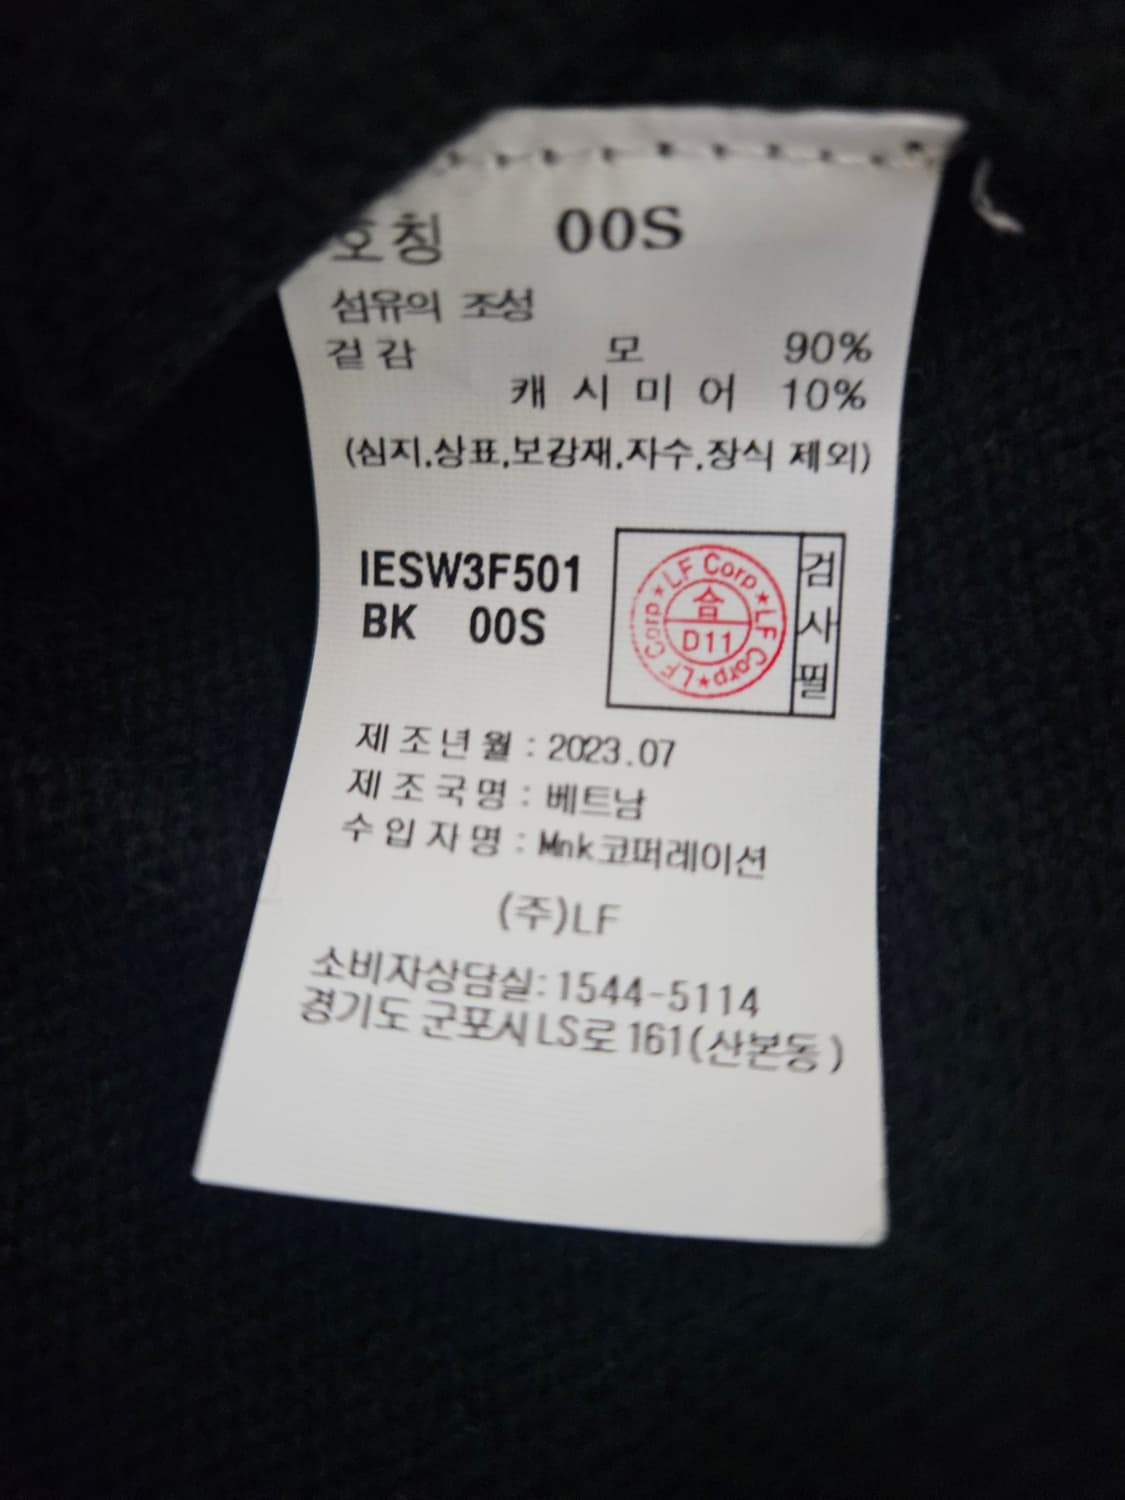 호칭 00S
섬유의 조성
겉감 모 90%
캐시미어 10%
(심지,상표,보강재,자수,장식 제외)
IESW3F501
BK 00S
LF Corp★LF Corp★LF Corp★
合
D11
검사필
제조년월 : 2023.07
제조국명 : 베트남
수입자명 : Mnk코퍼레이션
(주)LF
소비자상담실: 1544-5114
경기도 군포시 LS로 161(산본동)